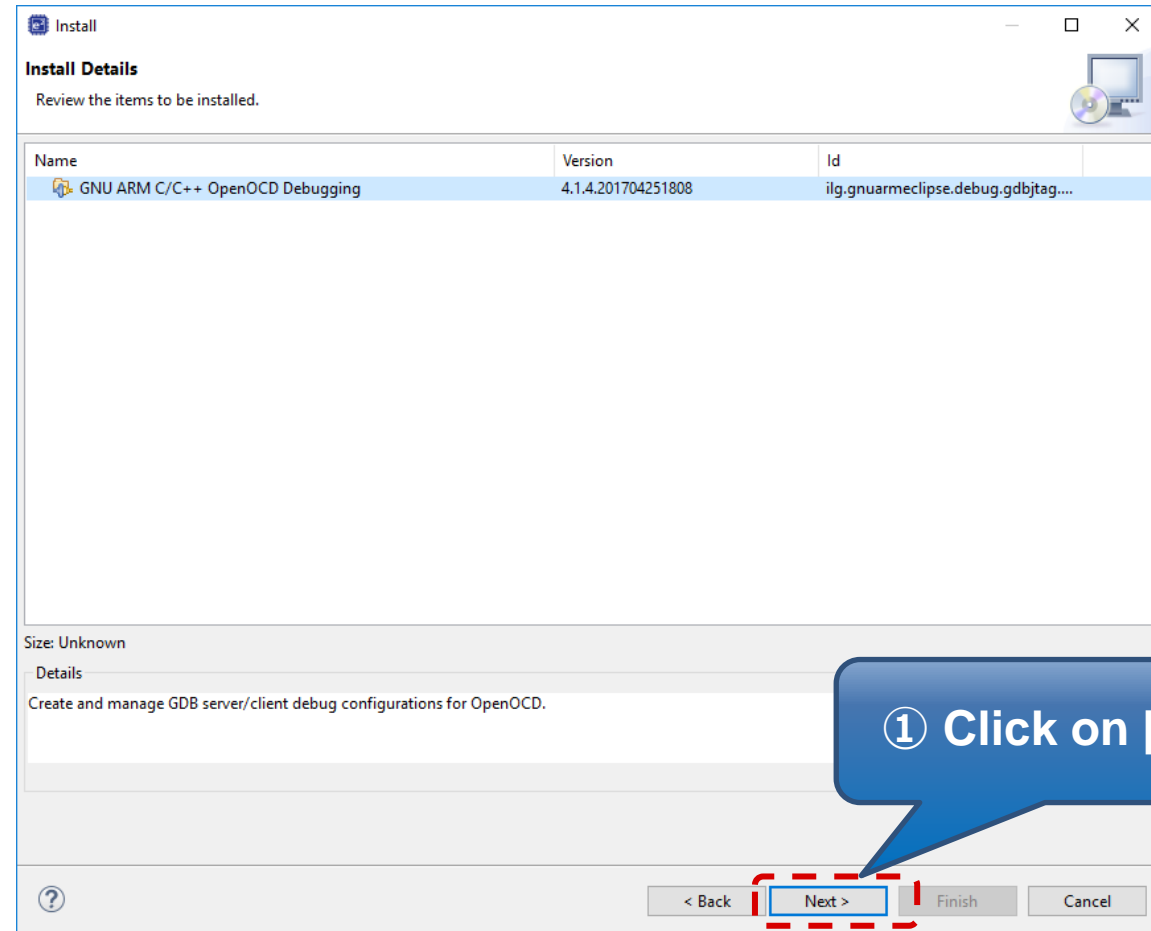 Install
Install Details
Review the items to be installed.
Name Version Id
GNU ARM C/C++ OpenOCD Debugging 4.1.4.201704251808 ilg.gnuarmeclipse.debug.gdbjtag....
Size: Unknown
Details
Create and manage GDB server/client debug configurations for OpenOCD.
① Click on [
< Back Next > Finish Cancel